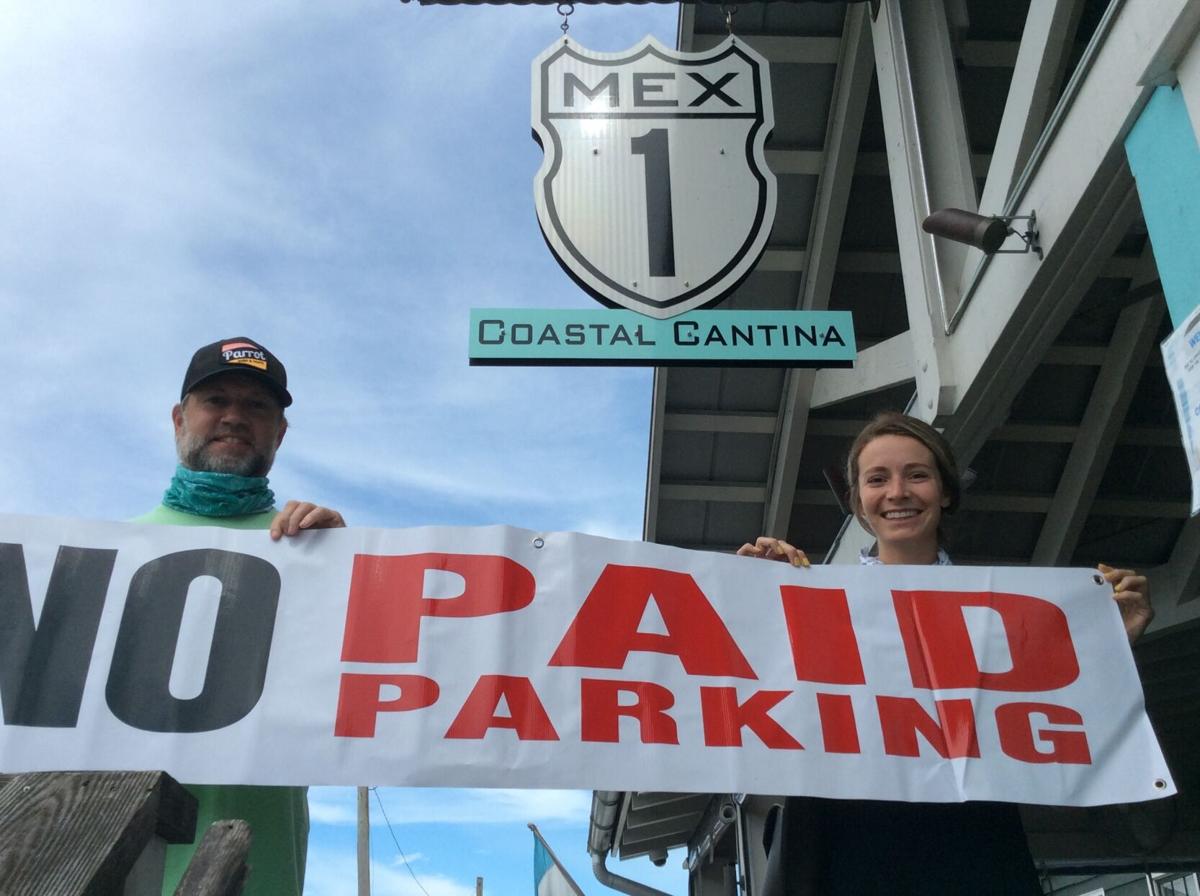 MEX
1
COASTAL CANTINA
Parrot
NO PAID
PARKING